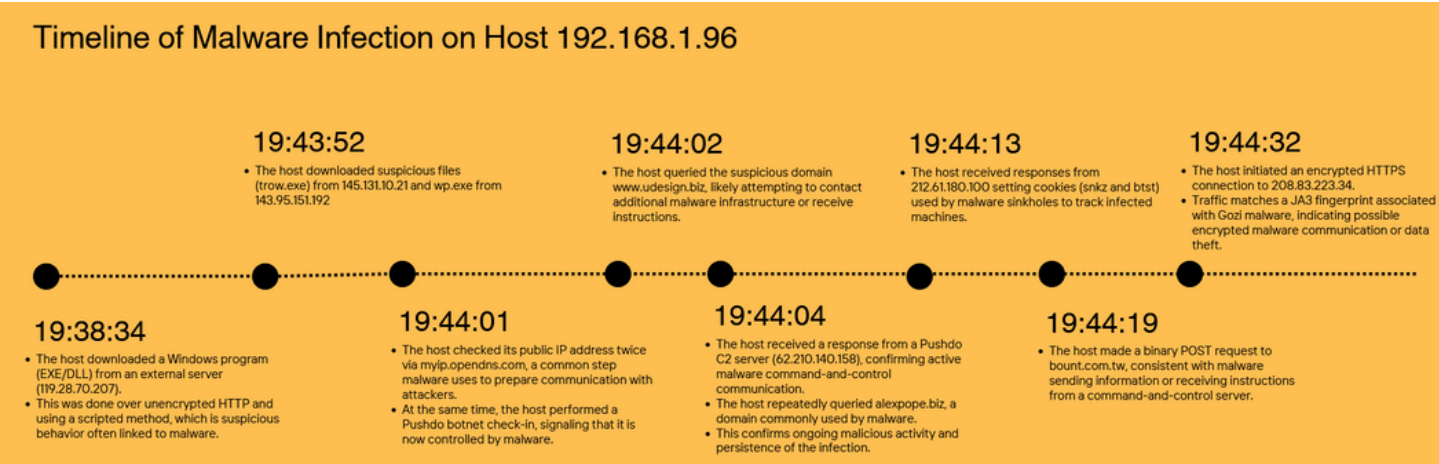 Timeline of Malware Infection on Host 192.168.1.96
19:38:34
• The host downloaded a Windows program
(EXE/DLL) from an external server
(119.28.70.207).
• This was done over unencrypted HTTP and
using a scripted method, which is suspicious
behavior often linked to malware.
19:43:52
• The host downloaded suspicious files
(trow.exe) from 145.131.10.21 and wp.exe from
143.95.151.192
19:44:01
• The host checked its public IP address twice
via myip.opendns.com, a common step
malware uses to prepare communication with
attackers.
• At the same time, the host performed a
Pushdo botnet check-in, signaling that it is
now controlled by malware.
19:44:02
• The host queried the suspicious domain
www.udesign.biz, likely attempting to contact
additional malware infrastructure or receive
instructions.
19:44:04
• The host received a response from a Pushdo
C2 server (62.210.140.158), confirming active
malware command-and-control
communication.
• The host repeatedly queried alexpope.biz, a
domain commonly used by malware.
• This confirms ongoing malicious activity and
persistence of the infection.
19:44:13
• The host received responses from
212.61.180.100 setting cookies (snkz and btst)
used by malware sinkholes to track infected
machines.
19:44:19
• The host made a binary POST request to
bount.com.tw, consistent with malware
sending information or receiving instructions
from a command-and-control server.
19:44:32
• The host initiated an encrypted HTTPS
connection to 208.83.223.34.
• Traffic matches a JA3 fingerprint associated
with Gozi malware, indicating possible
encrypted malware communication or data
theft.